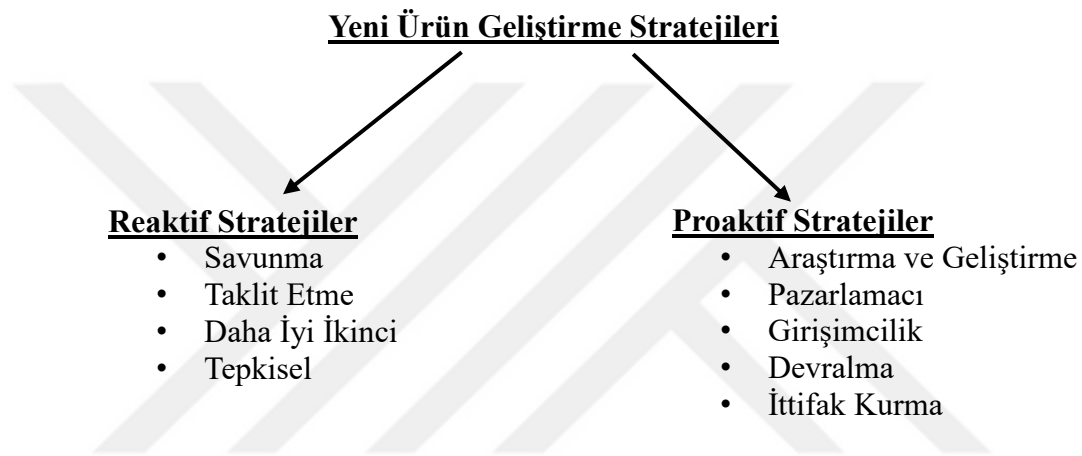 Yeni Ürün Geliştirme Stratejileri
Reaktif Stratejiler
• Savunma
• Taklit Etme
• Daha İyi İkinci
• Tepkisel
Proaktif Stratejiler
• Araştırma ve Geliştirme
• Pazarlamacı
• Girişimcilik
• Devralma
• İttifak Kurma